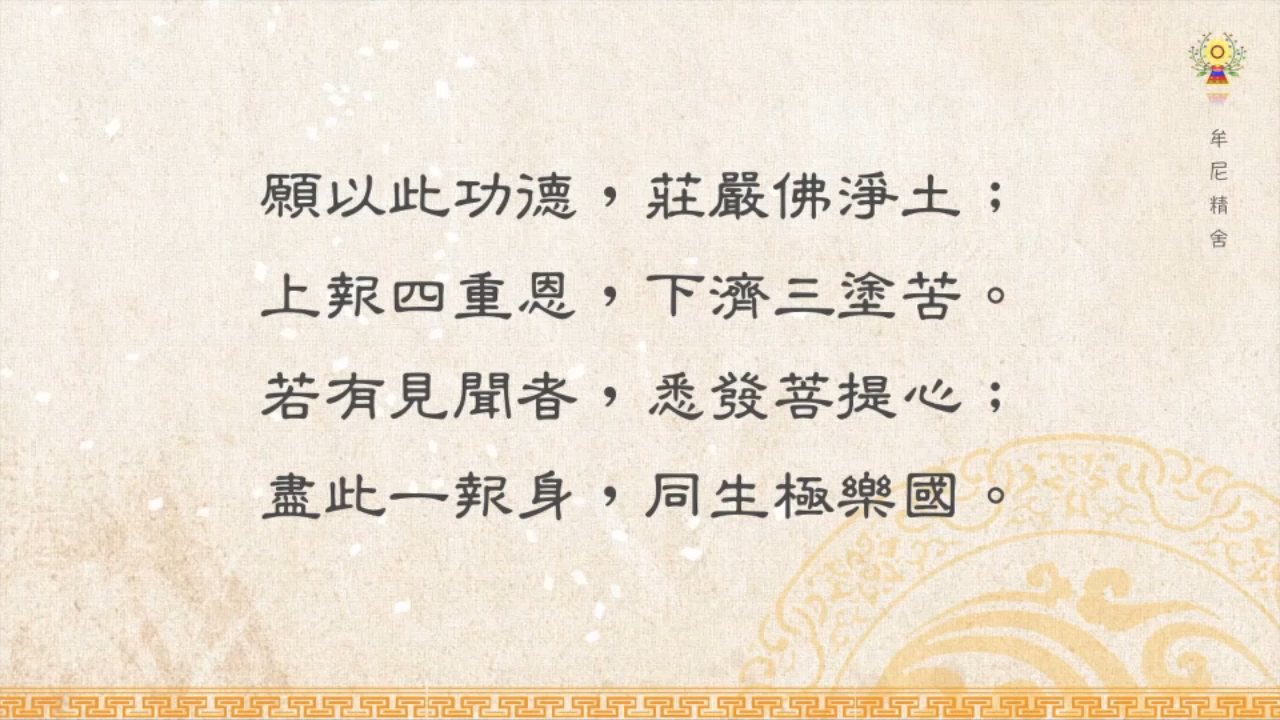 願以此功德，莊嚴佛淨土；
上報四重恩，下濟三塗苦。
若有見聞者，悉發菩提心；
盡此一報身，同生極樂國。
牟尼精舍